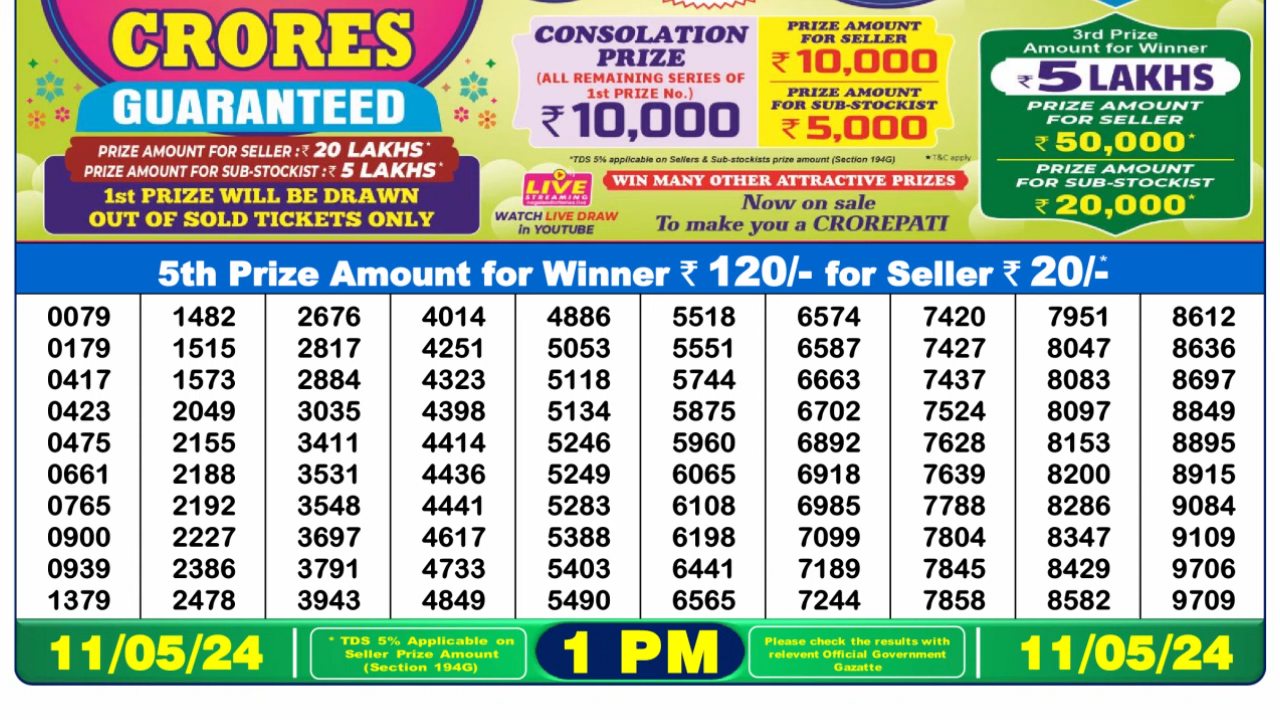 CRORES
GUARANTEED
PRIZE AMOUNT FOR SELLER :₹ 20 LAKHS*
PRIZE AMOUNT FOR SUB-STOCKIST :₹ 5 LAKHS*
1st PRIZE WILL BE DRAWN
OUT OF SOLD TICKETS ONLY
CONSOLATION
PRIZE
(ALL REMAINING SERIES OF
1st PRIZE No.)
₹ 10,000
PRIZE AMOUNT
FOR SELLER
₹ 10,000
PRIZE AMOUNT
FOR SUB-STOCKIST
₹ 5,000
*TDS 5% applicable on Sellers & Sub-stockists prize amount (Section 194G)
★T&C apply
LIVE
STREAMING
WATCH LIVE DRAW
in YOUTUBE
WIN MANY OTHER ATTRACTIVE PRIZES
Now on sale
To make you a CROREPATI
3rd Prize
Amount for Winner
₹ 5 LAKHS
PRIZE AMOUNT
FOR SELLER
₹ 50,000*
PRIZE AMOUNT
FOR SUB-STOCKIST
₹ 20,000*
5th Prize Amount for Winner ₹ 120/- for Seller ₹ 20/-*
0079 1482 2676 4014 4886 5518 6574 7420 7951 8612
0179 1515 2817 4251 5053 5551 6587 7427 8047 8636
0417 1573 2884 4323 5118 5744 6663 7437 8083 8697
0423 2049 3035 4398 5134 5875 6702 7524 8097 8849
0475 2155 3411 4414 5246 5960 6892 7628 8153 8895
0661 2188 3531 4436 5249 6065 6918 7639 8200 8915
0765 2192 3548 4441 5283 6108 6985 7788 8286 9084
0900 2227 3697 4617 5388 6198 7099 7804 8347 9109
0939 2386 3791 4733 5403 6441 7189 7845 8429 9706
1379 2478 3943 4849 5490 6565 7244 7858 8582 9709
11/05/24
* TDS 5% Applicable on
Seller Prize Amount
(Section 194G)
1 PM
Please check the results with
relevent Official Government
Gazatte
11/05/24